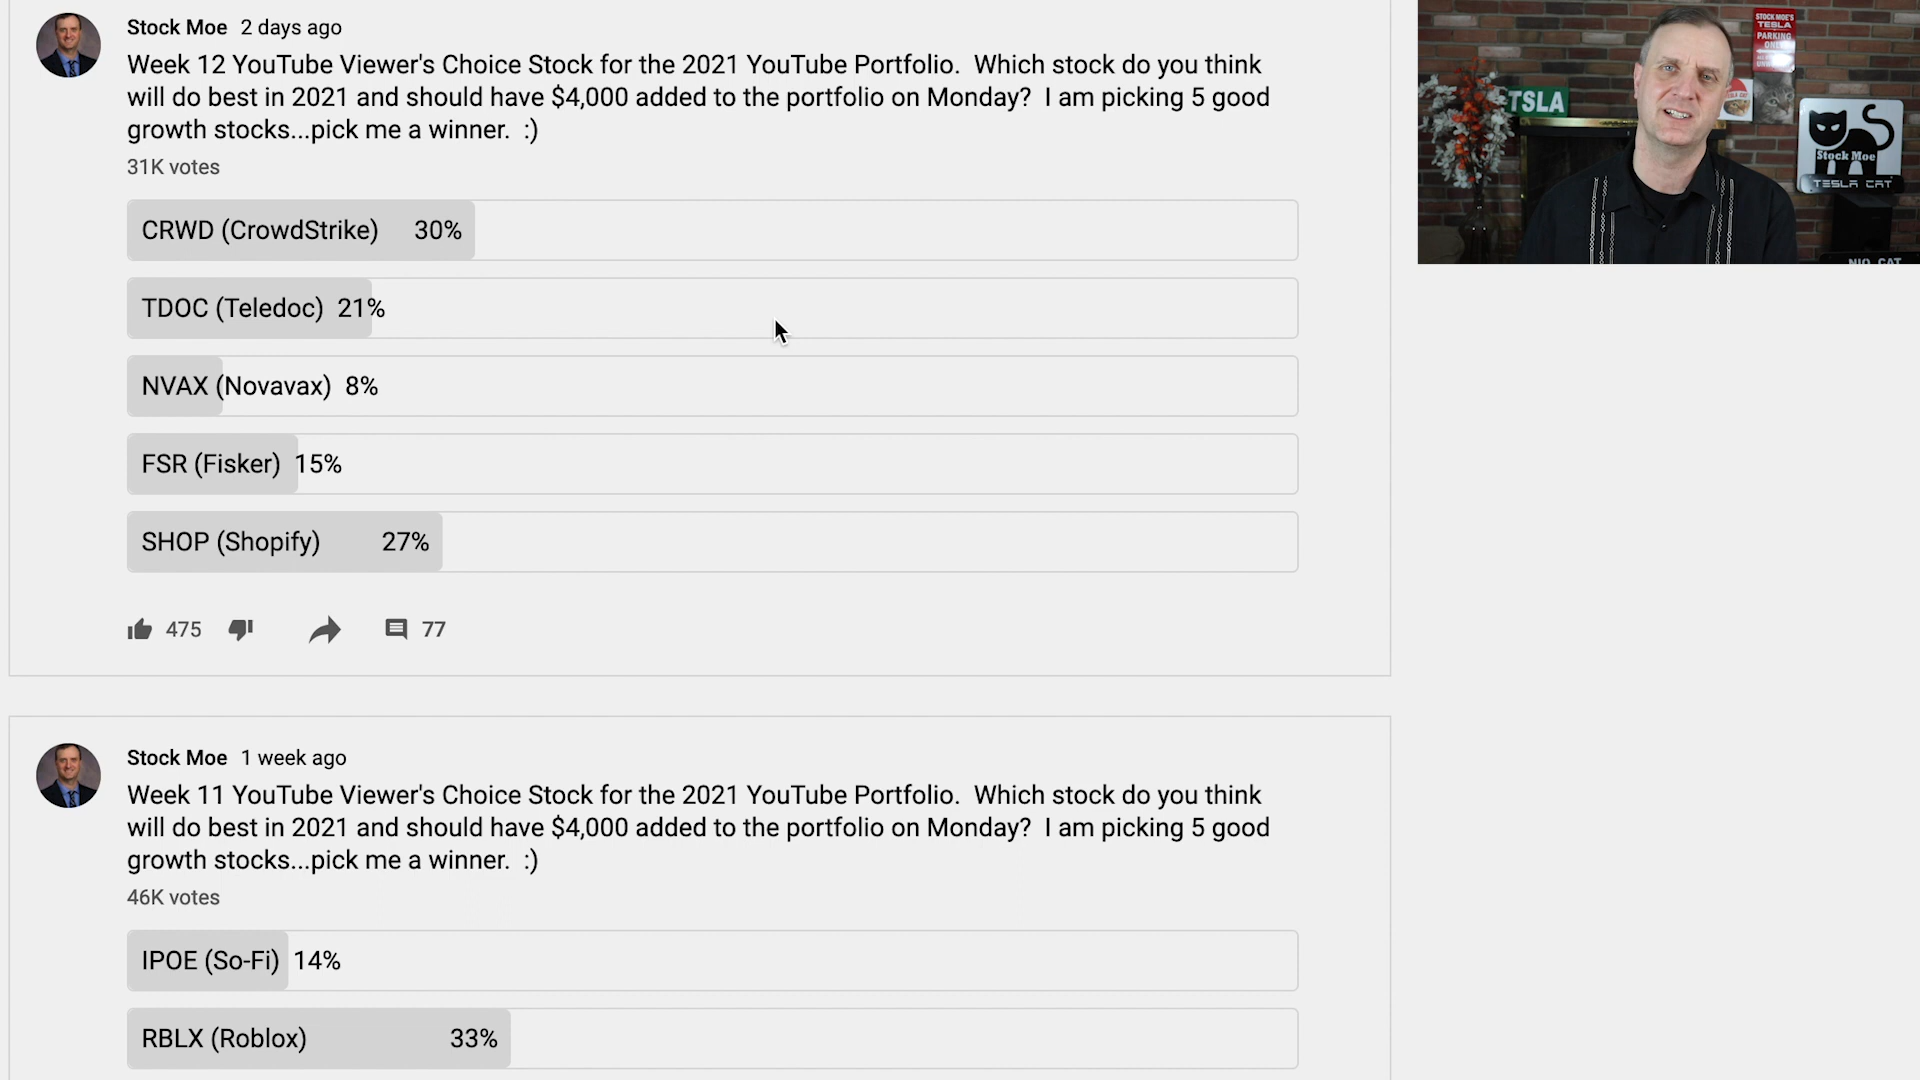 Stock Moe 2 days ago
Week 12 YouTube Viewer's Choice Stock for the 2021 YouTube Portfolio. Which stock do you think
will do best in 2021 and should have $4,000 added to the portfolio on Monday? I am picking 5 good
growth stocks...pick me a winner. :)
31K votes
CRWD (CrowdStrike) 30%
TDOC (Teledoc) 21%
NVAX (Novavax) 8%
FSR (Fisker) 15%
SHOP (Shopify) 27%
475 77
Stock Moe 1 week ago
Week 11 YouTube Viewer's Choice Stock for the 2021 YouTube Portfolio. Which stock do you think
will do best in 2021 and should have $4,000 added to the portfolio on Monday? I am picking 5 good
growth stocks...pick me a winner. :)
46K votes
IPOE (So-Fi) 14%
RBLX (Roblox) 33%
STOCK MOE'S
TESLA
PARKING
TSLA
Stock Moe
TESLA CAT
NIO CAT